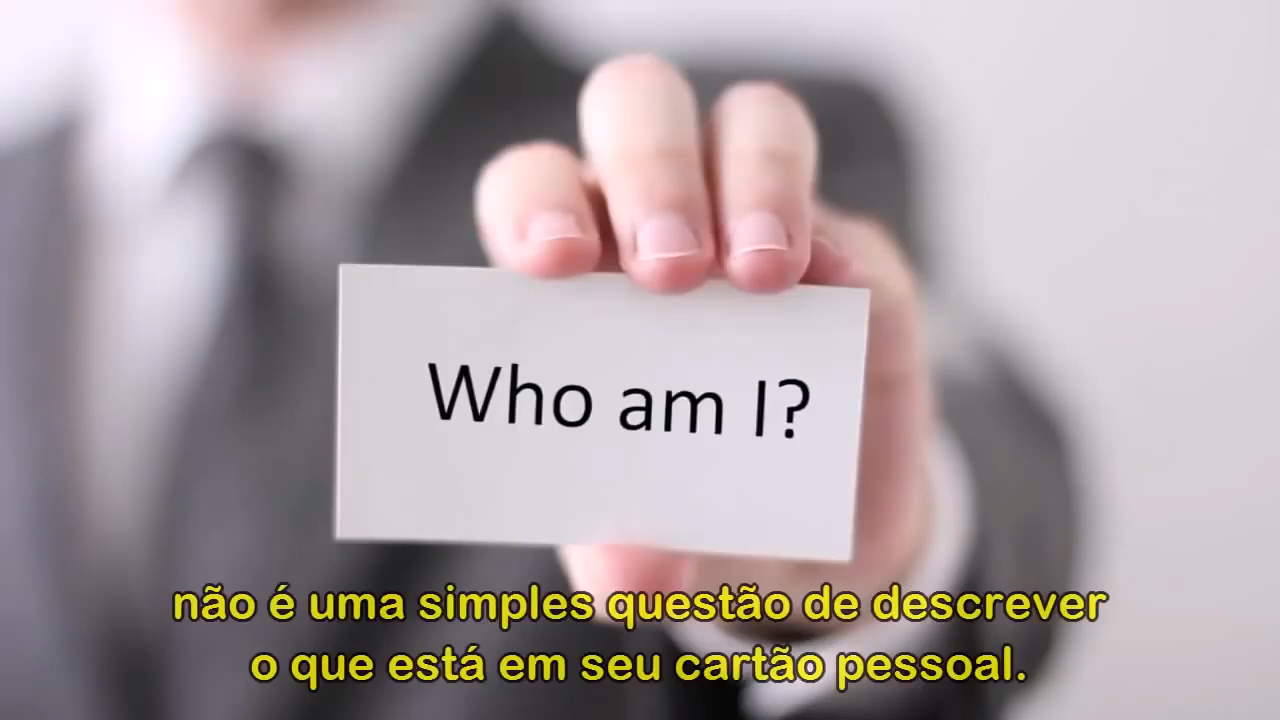 Who am I?
não é uma simples questão de descrever
o que está em seu cartão pessoal.